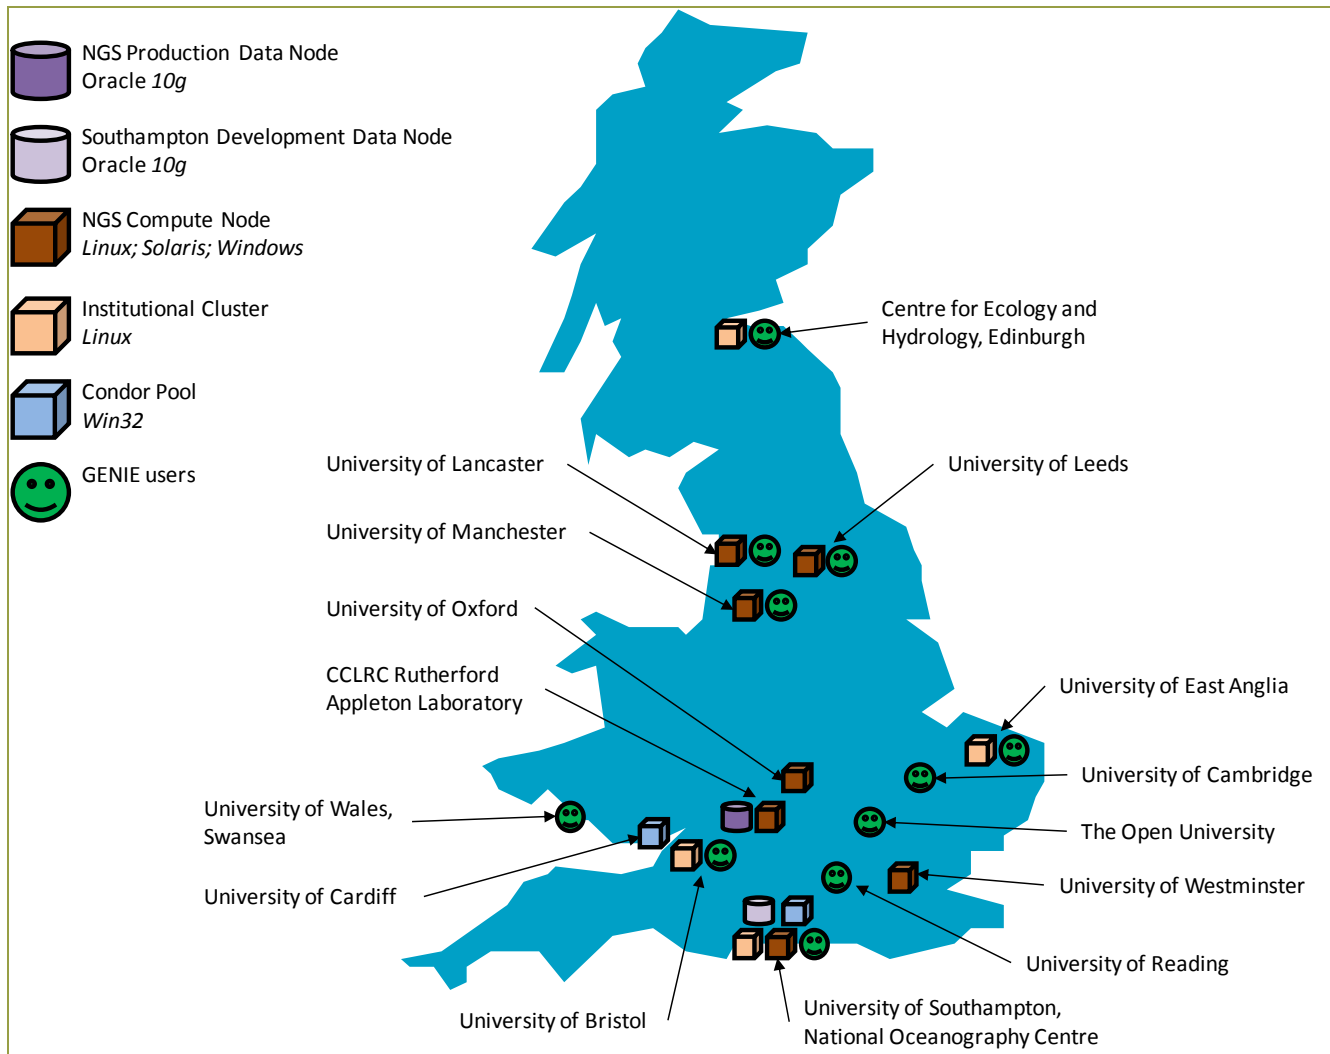 NGS Production Data Node
Oracle 10g
Southampton Development Data Node
Oracle 10g
NGS Compute Node
Linux; Solaris; Windows
Institutional Cluster
Linux
Condor Pool
Win32
GENIE users
Centre for Ecology and
Hydrology, Edinburgh
University of Lancaster
University of Leeds
University of Manchester
University of Oxford
CCLRC Rutherford
Appleton Laboratory
University of East Anglia
University of Cambridge
University of Wales,
Swansea
The Open University
University of Cardiff
University of Westminster
University of Reading
University of Bristol
University of Southampton,
National Oceanography Centre